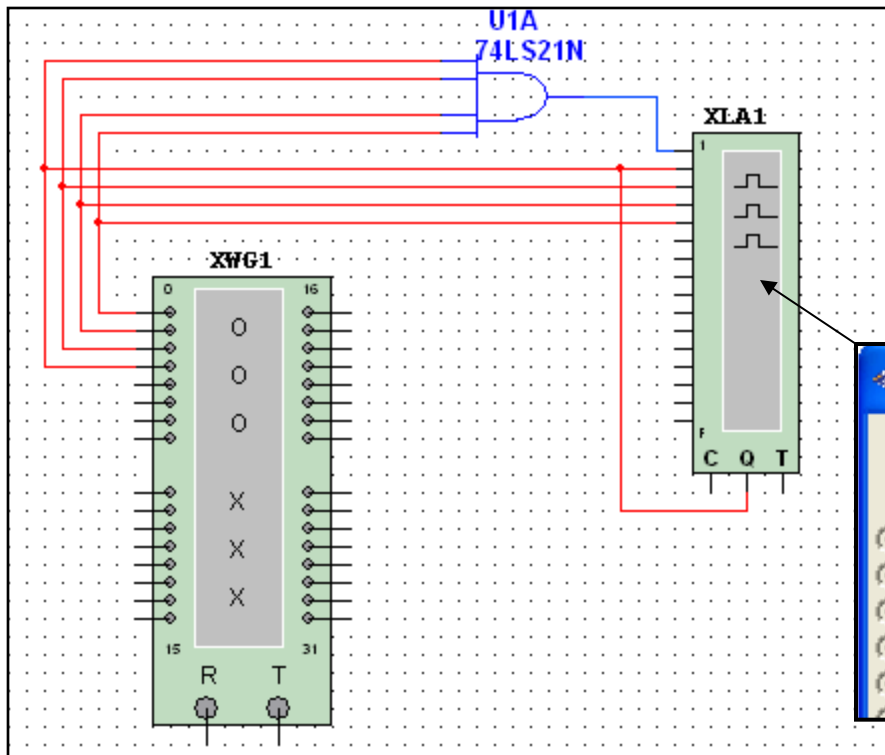 U1A
74LS21N
XLA1
1
F
C Q T
XWG1
0 16
O
O
O
X
X
X
15 31
R T